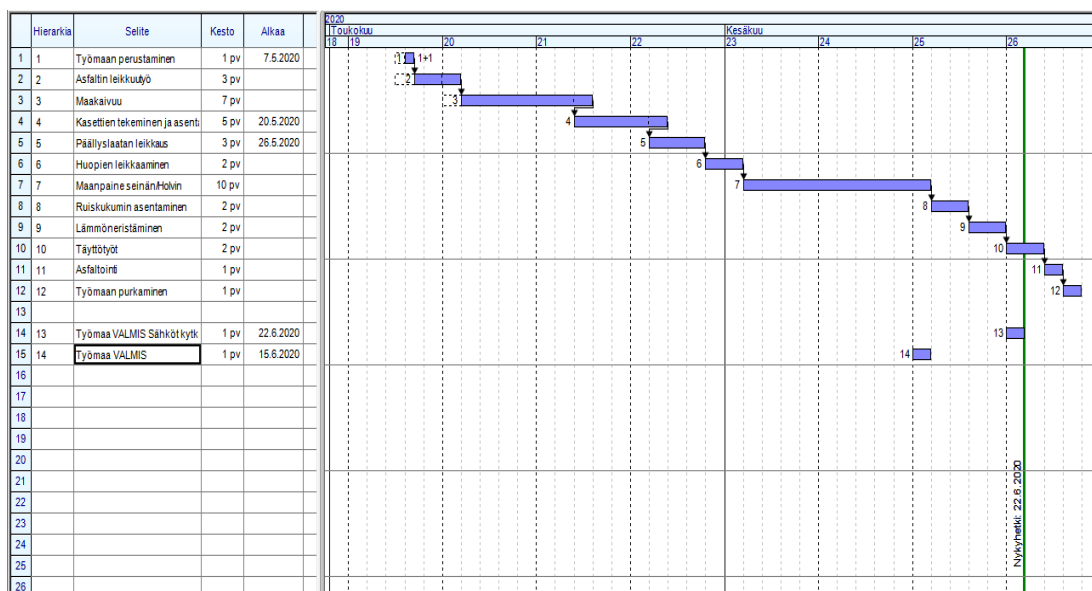 2020
Toukokuu Kesäkuu
Hierarkia Selite Kesto Alkaa 18 19 20 21 22 23 24 25 26
1 1 Työmaan perustaminen 1 pv 7.5.2020 1 1+1
2 2 Asfaltin leikkuutyö 3 pv 2
3 3 Maakaivuu 7 pv 3
4 4 Kasettien tekeminen ja asenta 5 pv 20.5.2020 4
5 5 Päällyslaatan leikkaus 3 pv 26.5.2020 5
6 6 Huopien leikkaaminen 2 pv 6
7 7 Maanpaine seinän/Holvin 10 pv 7
8 8 Ruiskukumin asentaminen 2 pv 8
9 9 Lämmöneristäminen 2 pv 9
10 10 Täyttötyöt 2 pv 10
11 11 Asfaltointi 1 pv 11
12 12 Työmaan purkaminen 1 pv 12
13
14 13 Työmaa VALMIS Sähköt kytk 1 pv 22.6.2020 13
15 14 Työmaa VALMIS 1 pv 15.6.2020 14
16
17
18
19
20
21
22
23
24
25
26
Nykyhetki: 22.6.2020